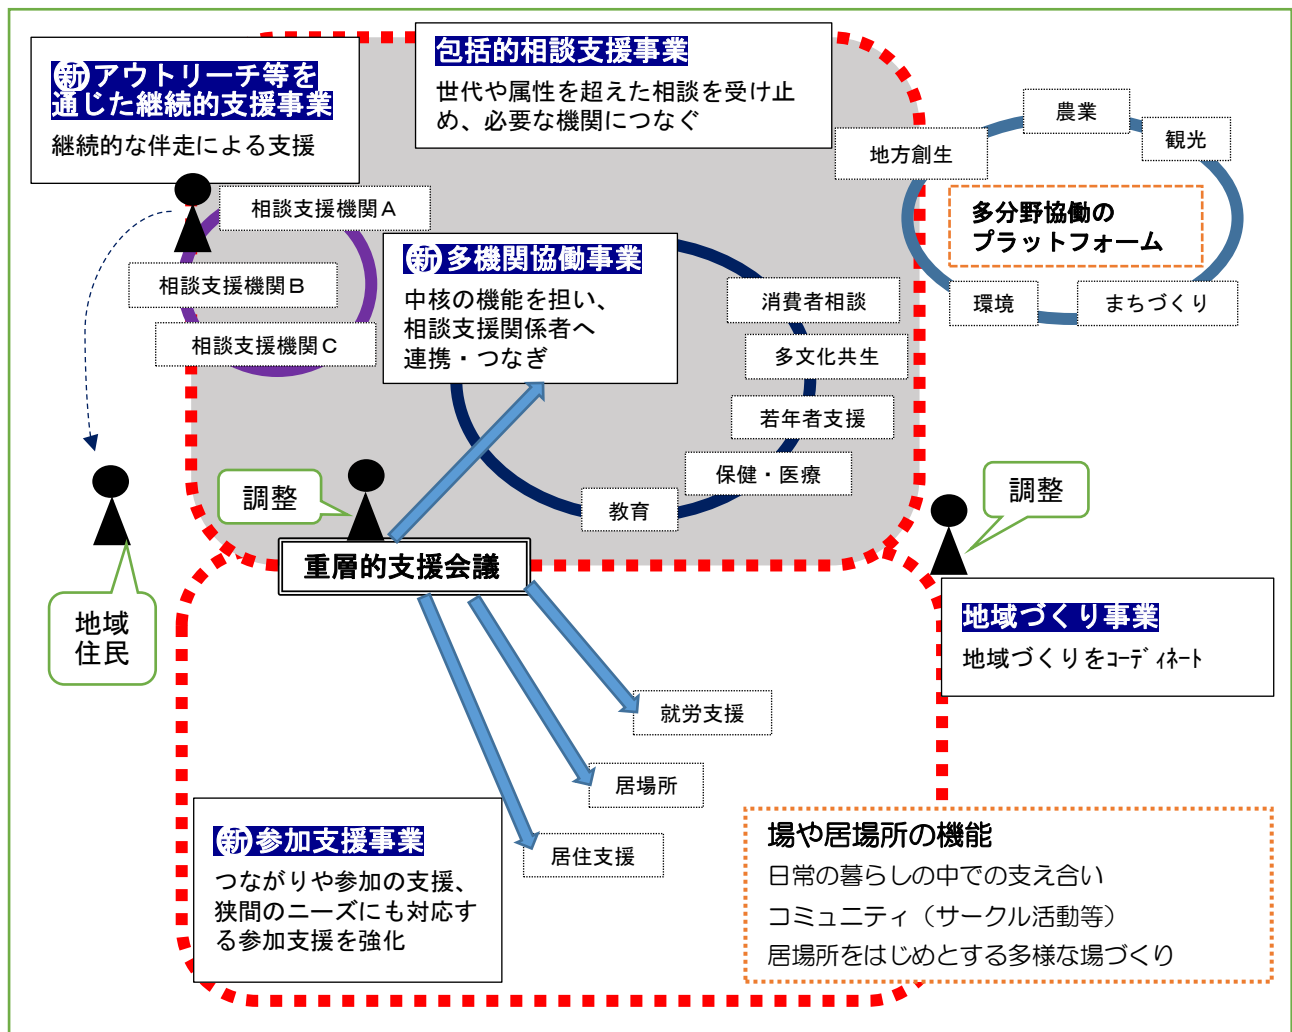 新アウトリーチ等を
通じた継続的支援事業
継続的な伴走による支援
包括的相談支援事業
世代や属性を超えた相談を受け止
め、必要な機関につなぐ
農業
観光
地方創生
多分野協働の
プラットフォーム
環境
まちづくり
相談支援機関A
相談支援機関B
相談支援機関C
新多機関協働事業
中核の機能を担い、
相談支援関係者へ
連携・つなぎ
消費者相談
多文化共生
若年者支援
保健・医療
教育
調整
調整
重層的支援会議
地域
住民
地域づくり事業
地域づくりをｺｰﾃﾞｨﾈｰﾄ
就労支援
居場所
居住支援
新参加支援事業
つながりや参加の支援、
狭間のニーズにも対応す
る参加支援を強化
場や居場所の機能
日常の暮らしの中での支え合い
コミュニティ（サークル活動等）
居場所をはじめとする多様な場づくり